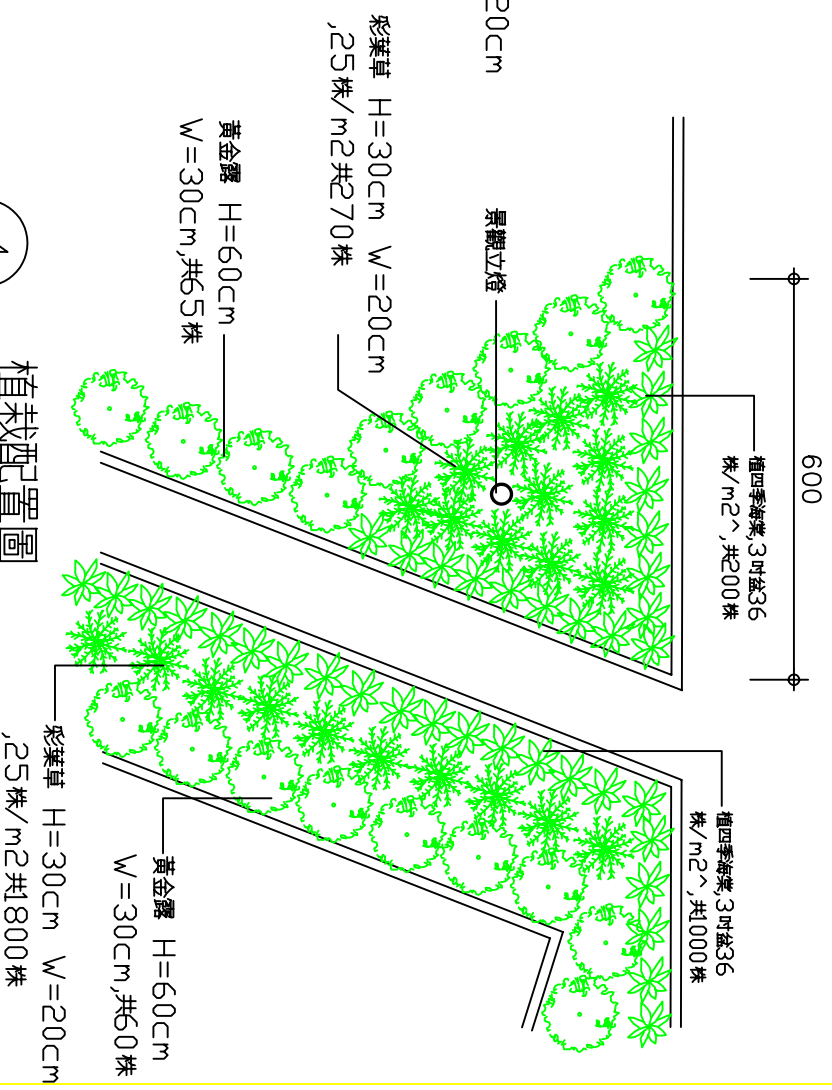 20cm
彩葉草 H=30cm W=20cm
,25株/m2共270株
黃金露 H=60cm
W=30cm,共65株
景觀立燈
植四季海棠,3吋盆36
株/m2^,共200株
600
植栽配置圖
植四季海棠,3吋盆36
株/m2^,共1000株
黃金露 H=60cm
W=30cm,共60株
彩葉草 H=30cm W=20cm
,25株/m2共1800株